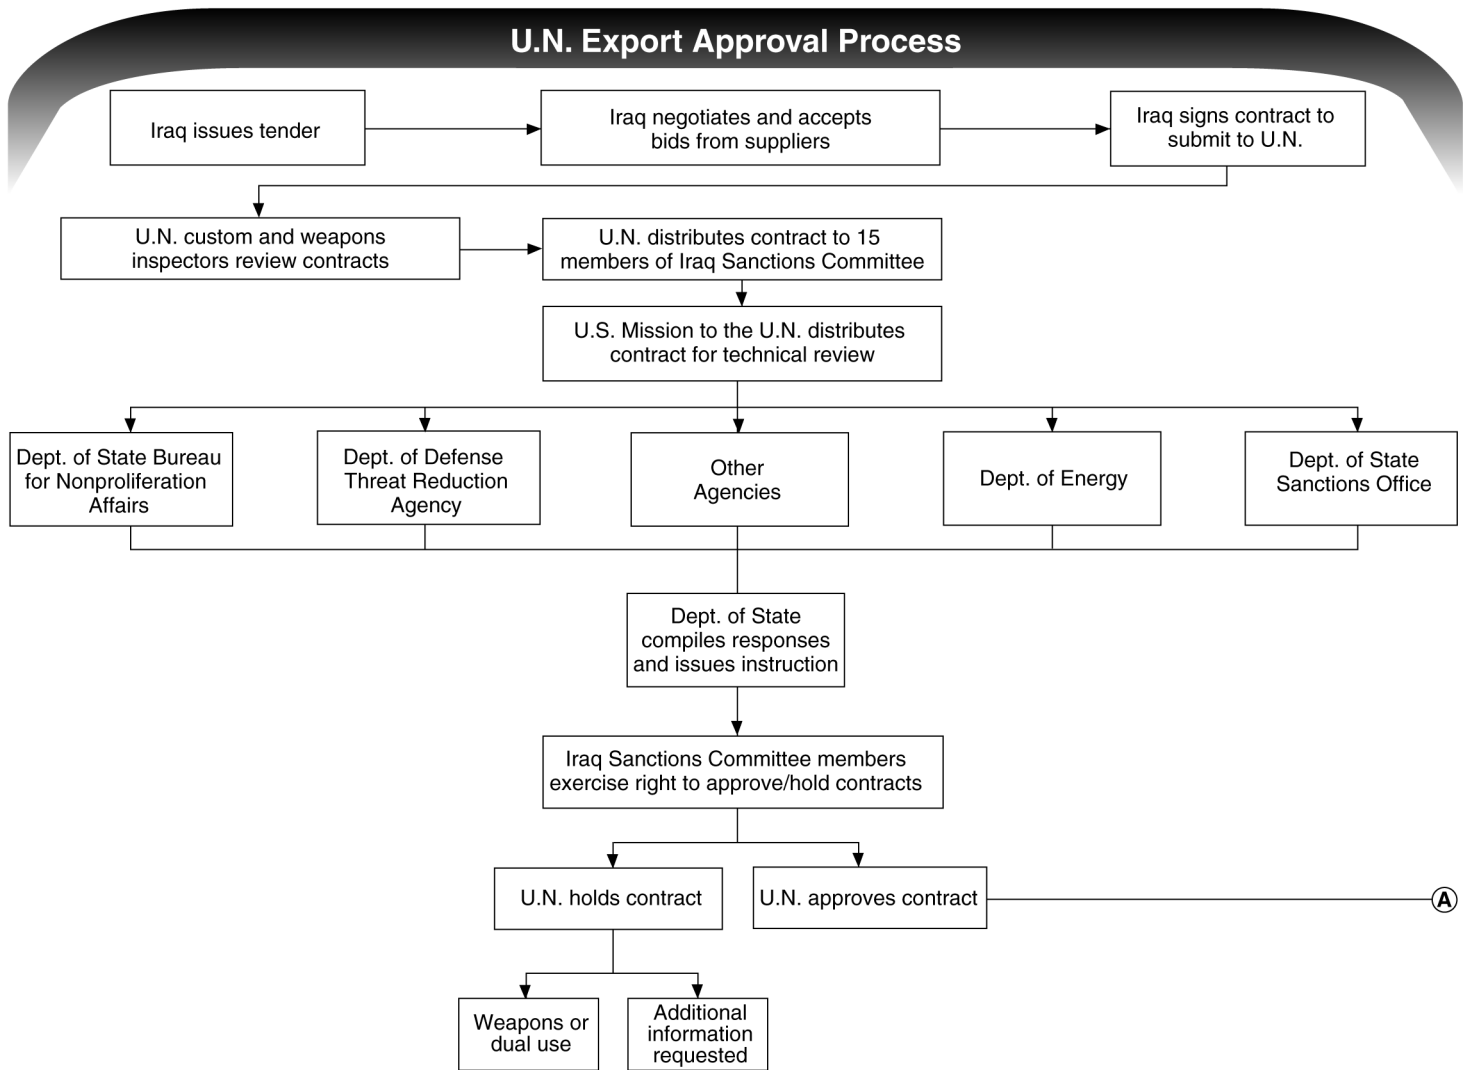 U.N. Export Approval Process
Iraq issues tender
Iraq negotiates and accepts
bids from suppliers
Iraq signs contract to
submit to U.N.
U.N. custom and weapons
inspectors review contracts
U.N. distributes contract to 15
members of Iraq Sanctions Committee
U.S. Mission to the U.N. distributes
contract for technical review
Dept. of State Bureau
for Nonproliferation
Affairs
Dept. of Defense
Threat Reduction
Agency
Other
Agencies
Dept. of Energy
Dept. of State
Sanctions Office
Dept. of State
compiles responses
and issues instruction
Iraq Sanctions Committee members
exercise right to approve/hold contracts
U.N. holds contract
U.N. approves contract
A
Weapons or
dual use
Additional
information
requested